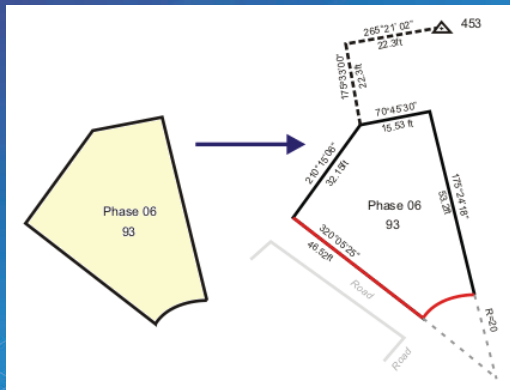 Phase 06
93
453
265°21'02"
22.3ft
175°33'00"
22.3ft
70°45'30"
15.53 ft
210°15'06"
32.15ft
175°24'18"
53.2ft
Phase 06
93
320°05'25"
46.52ft
Road
Road
R=20